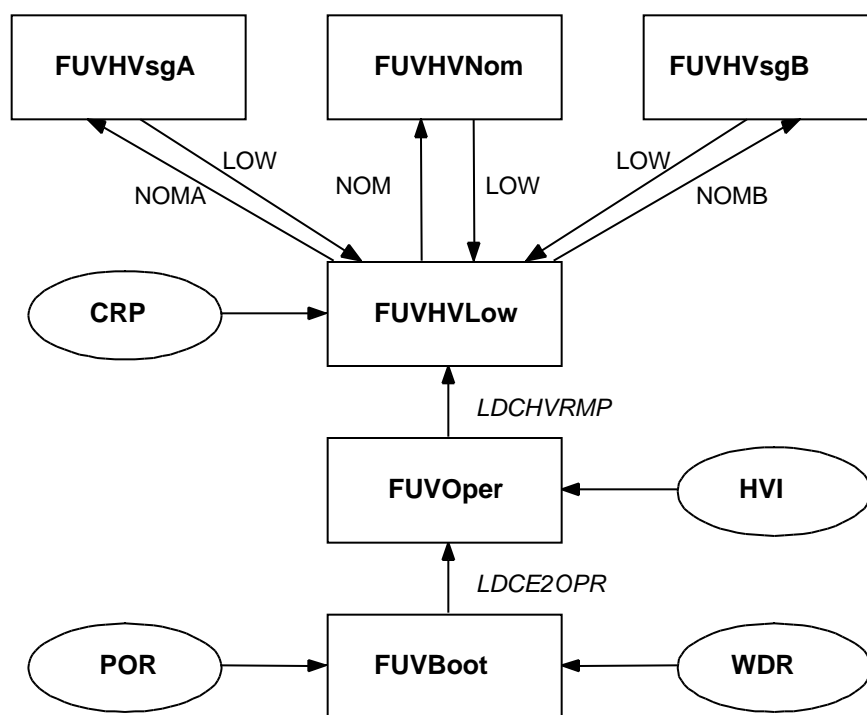 FUVHVsgA
FUVHVNom
FUVHVsgB
LOW
NOMA
NOM
LOW
LOW
NOMB
CRP
FUVHVLow
LDCHVRMP
FUVOper
HVI
LDCE2OPR
POR
FUVBoot
WDR